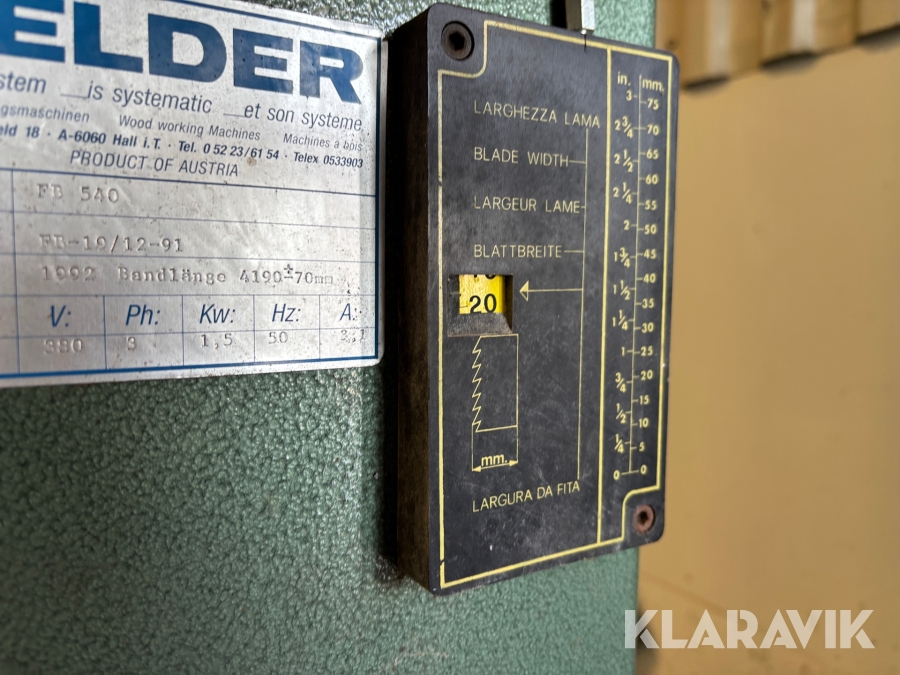 ELDER
stem __is systematic __et son systeme
gsmaschinen Wood working Machines Machines à bois
eld 18 · A-6060 Hall i.T. · Tel. 0 52 23/61 54 · Telex 0533903
PRODUCT OF AUSTRIA
FB 540
FB-19/12-91
1992 Bandlänge 4190±70mm
V: Ph: Kw: Hz: A:
380 3 1,5 50
LARGHEZZA LAMA
BLADE WIDTH
LARGEUR LAME
BLATTBREITE
20
mm.
LARGURA DA FITA
in. mm.
3 75
2 3/4 70
2 1/2 65
60
2 1/4 55
2 50
1 3/4 45
40
1 1/2 35
1 1/4 30
1 25
3/4 20
15
1/2 10
1/4 5
0 0
KLARAVIK